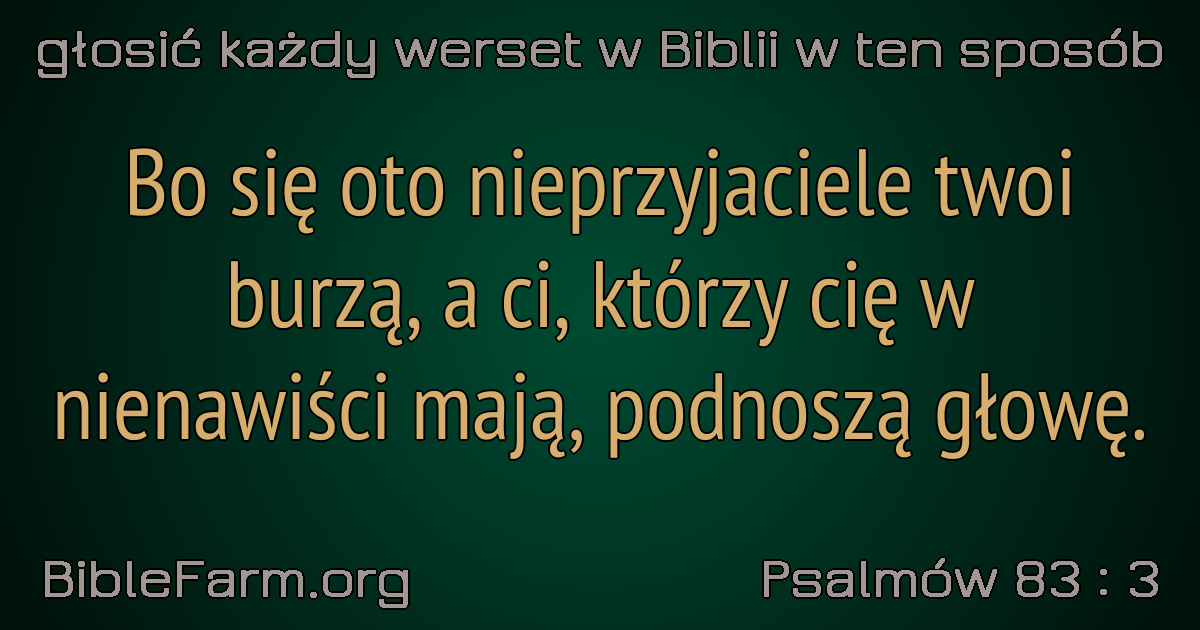 głosić każdy werset w Biblii w ten sposób
Bo się oto nieprzyjaciele twoi
burzą, a ci, którzy cię w
nienawiści mają, podnoszą głowę.
BibleFarm.org
Psalmów 83 : 3